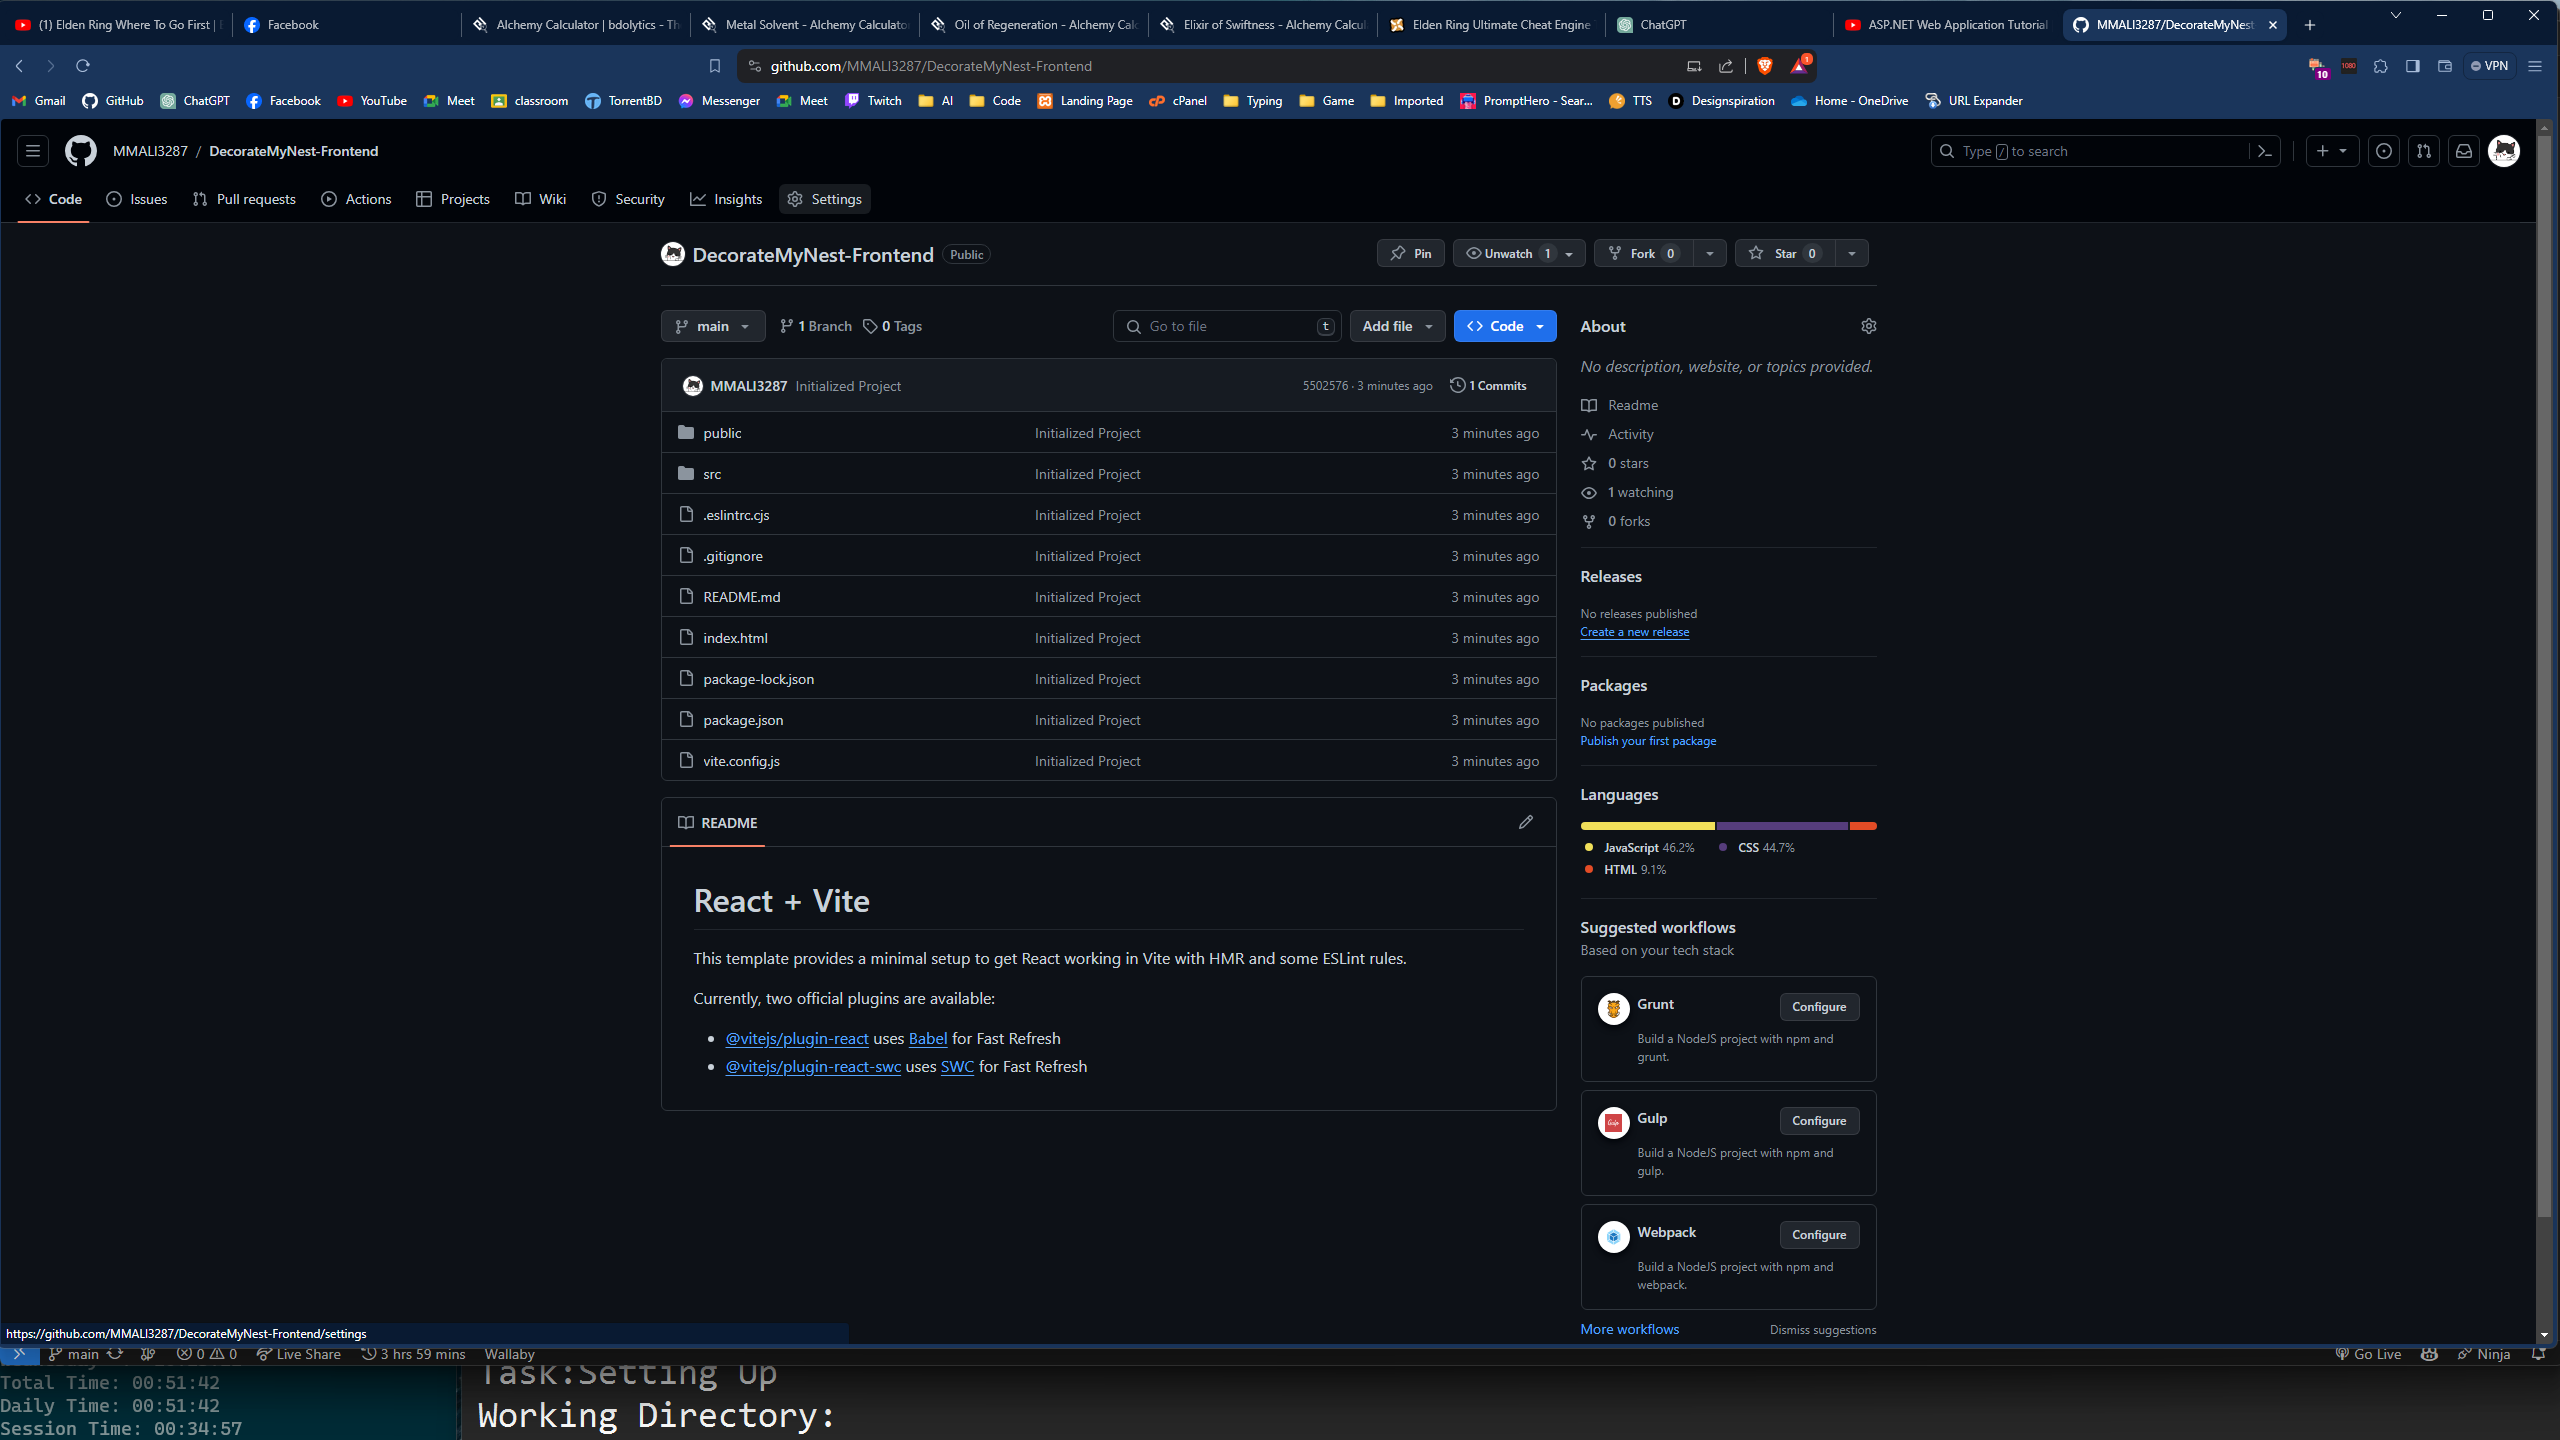 (1) Elden Ring Where To Go First |
Facebook
Alchemy Calculator | bdolytics - Th
Metal Solvent - Alchemy Calculator
Oil of Regeneration - Alchemy Calc
Elixir of Swiftness - Alchemy Calcul
Elden Ring Ultimate Cheat Engine
ChatGPT
ASP.NET Web Application Tutorial
MMALI3287/DecorateMyNest
github.com/MMALI3287/DecorateMyNest-Frontend
1
10
1080
VPN
Gmail
GitHub
ChatGPT
Facebook
YouTube
Meet
classroom
TorrentBD
Messenger
Meet
Twitch
AI
Code
Landing Page
cPanel
Typing
Game
Imported
PromptHero - Sear...
TTS
Designspiration
Home - OneDrive
URL Expander
MMALI3287 / DecorateMyNest-Frontend
Type / to search
Code
Issues
Pull requests
Actions
Projects
Wiki
Security
Insights
Settings
DecorateMyNest-Frontend
Public
Pin
Unwatch 1
Fork 0
Star 0
main
1 Branch
0 Tags
Go to file
t
Add file
Code
MMALI3287 Initialized Project
5502576 · 3 minutes ago
1 Commits
public Initialized Project 3 minutes ago
src Initialized Project 3 minutes ago
.eslintrc.cjs Initialized Project 3 minutes ago
.gitignore Initialized Project 3 minutes ago
README.md Initialized Project 3 minutes ago
index.html Initialized Project 3 minutes ago
package-lock.json Initialized Project 3 minutes ago
package.json Initialized Project 3 minutes ago
vite.config.js Initialized Project 3 minutes ago
README
React + Vite
This template provides a minimal setup to get React working in Vite with HMR and some ESLint rules.
Currently, two official plugins are available:
• @vitejs/plugin-react uses Babel for Fast Refresh
• @vitejs/plugin-react-swc uses SWC for Fast Refresh
About
No description, website, or topics provided.
Readme
Activity
0 stars
1 watching
0 forks
Releases
No releases published
Create a new release
Packages
No packages published
Publish your first package
Languages
JavaScript 46.2%
CSS 44.7%
HTML 9.1%
Suggested workflows
Based on your tech stack
Grunt
Configure
Build a NodeJS project with npm and
grunt.
Gulp
Configure
Build a NodeJS project with npm and
gulp.
Webpack
Configure
Build a NodeJS project with npm and
webpack.
More workflows
Dismiss suggestions
https://github.com/MMALI3287/DecorateMyNest-Frontend/settings
main
0
0
Live Share
3 hrs 59 mins
Wallaby
Go Live
Ninja
Total Time: 00:51:42
Daily Time: 00:51:42
Session Time: 00:34:57
Task:Setting Up
Working Directory: